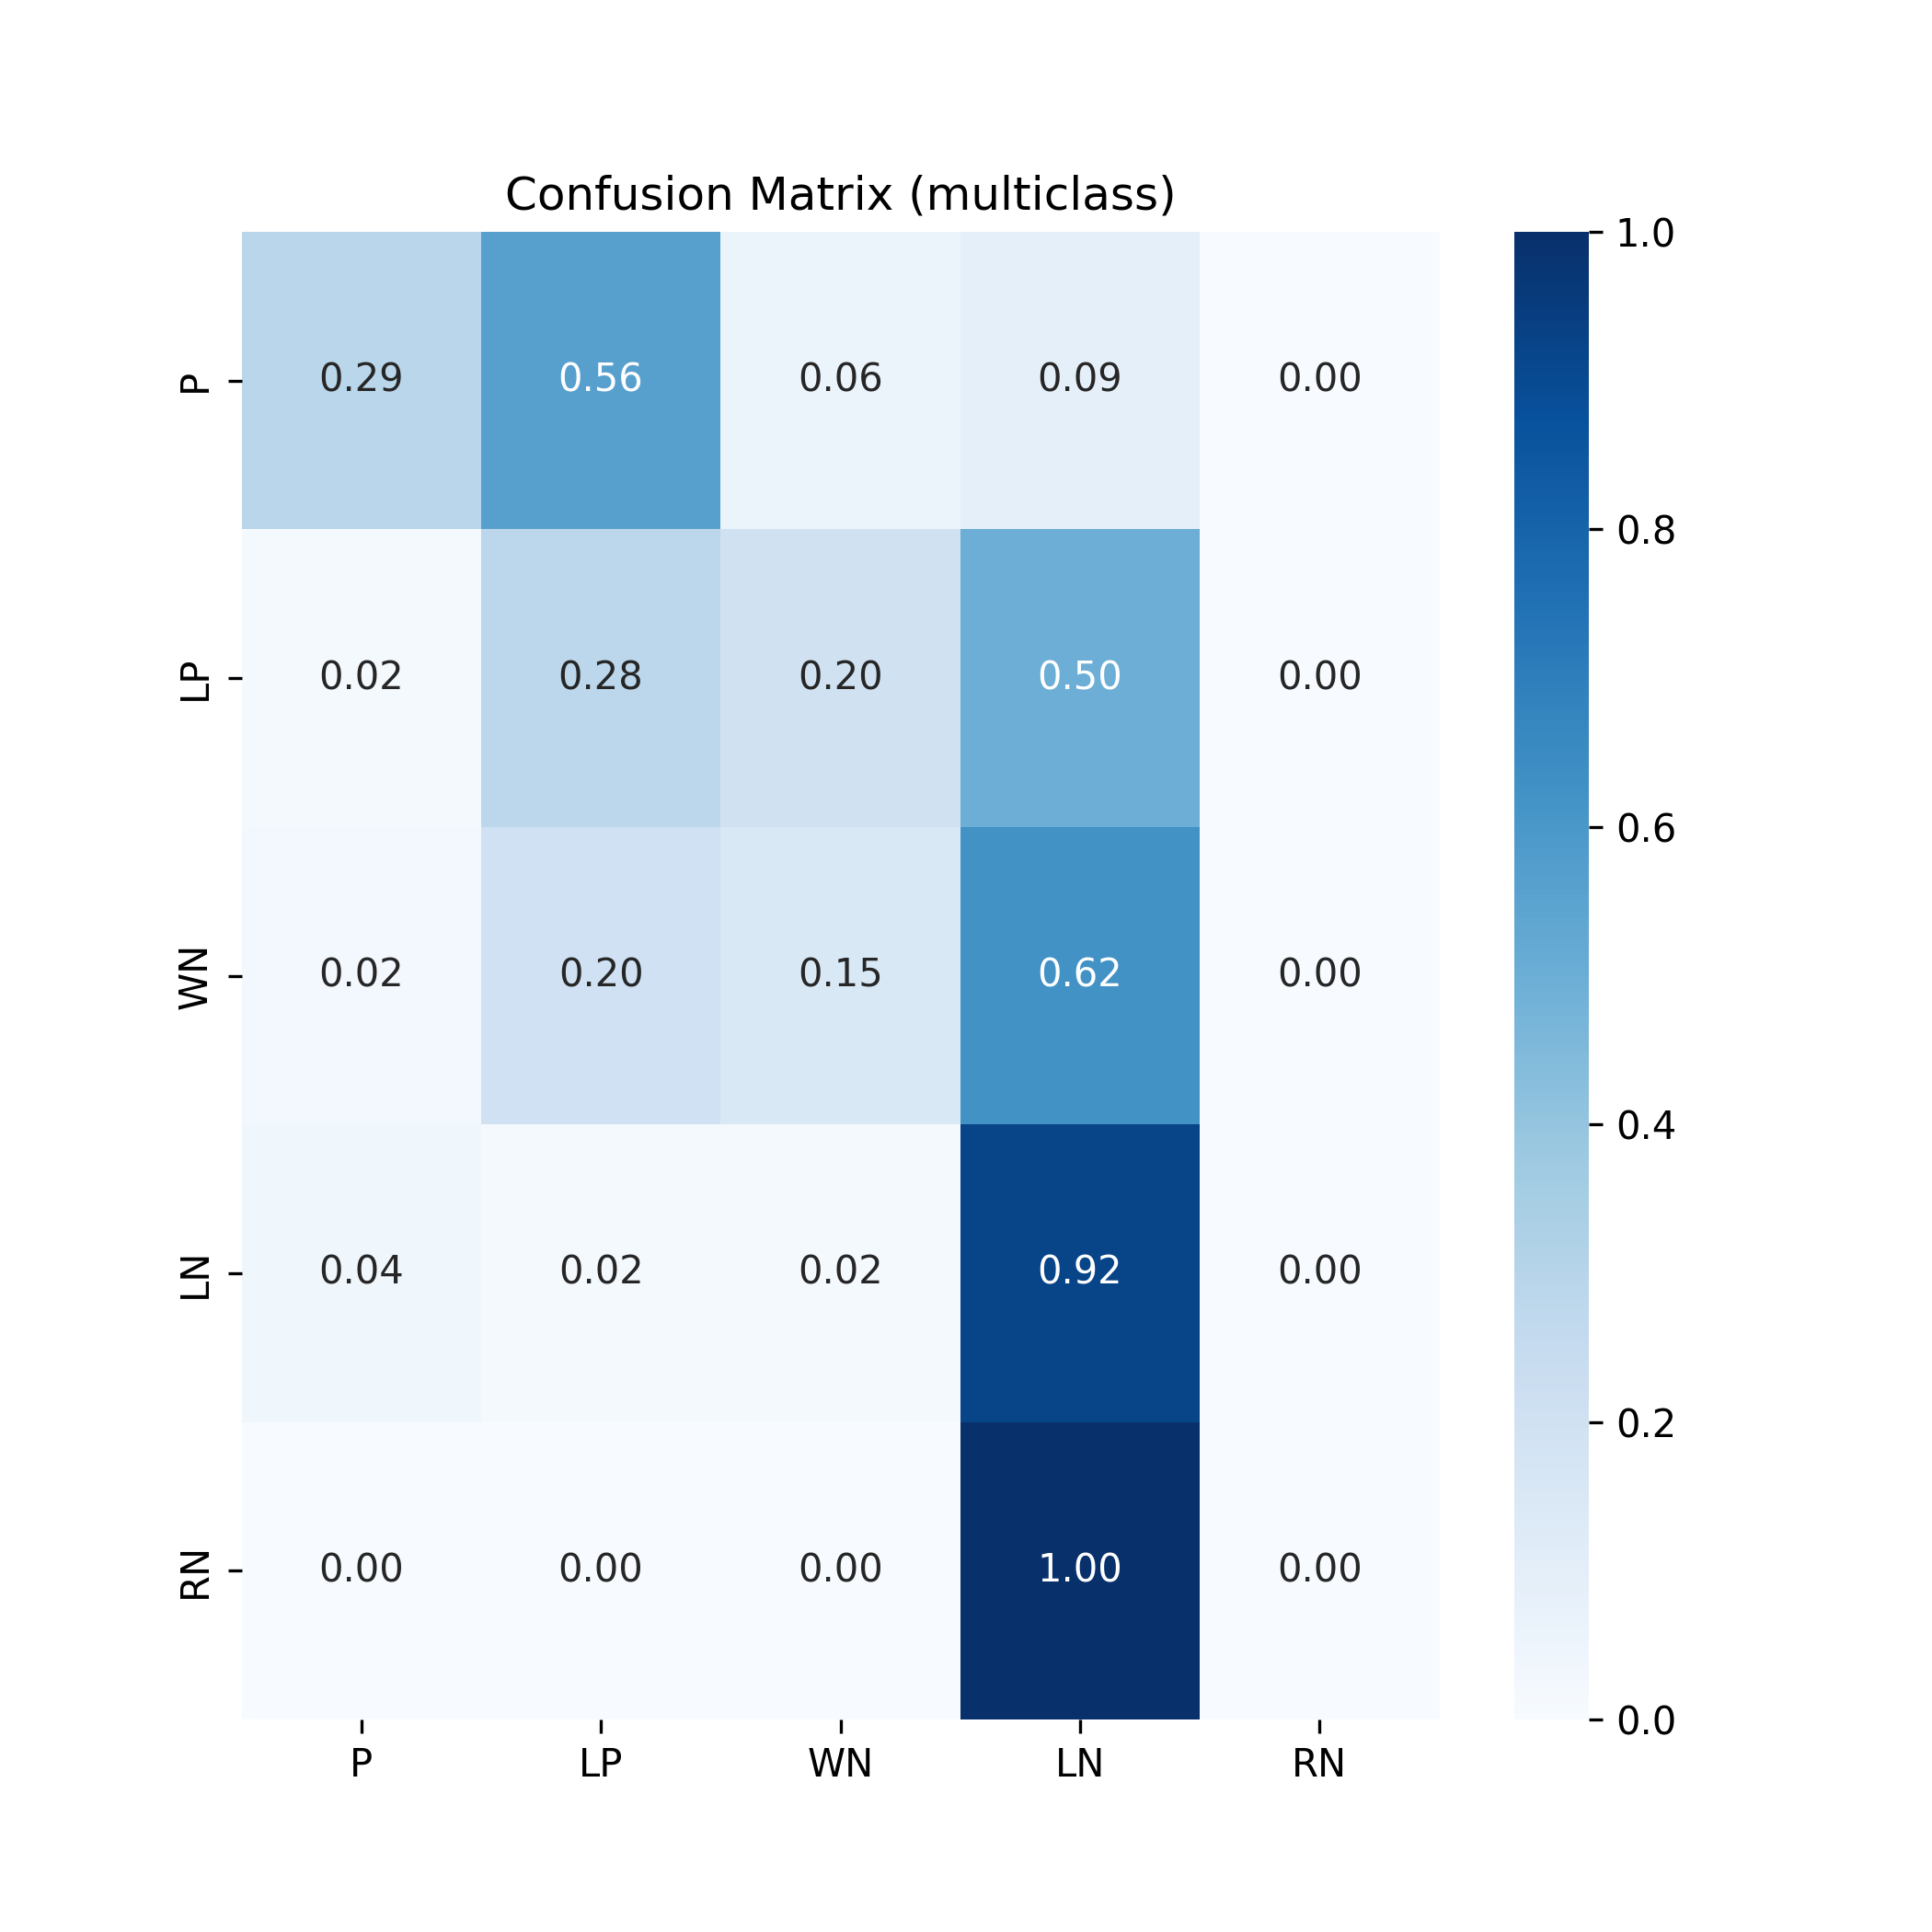 Confusion Matrix (multiclass)
P 0.29 0.56 0.06 0.09 0.00
LP 0.02 0.28 0.20 0.50 0.00
WN 0.02 0.20 0.15 0.62 0.00
LN 0.04 0.02 0.02 0.92 0.00
RN 0.00 0.00 0.00 1.00 0.00
P LP WN LN RN
1.0
0.8
0.6
0.4
0.2
0.0